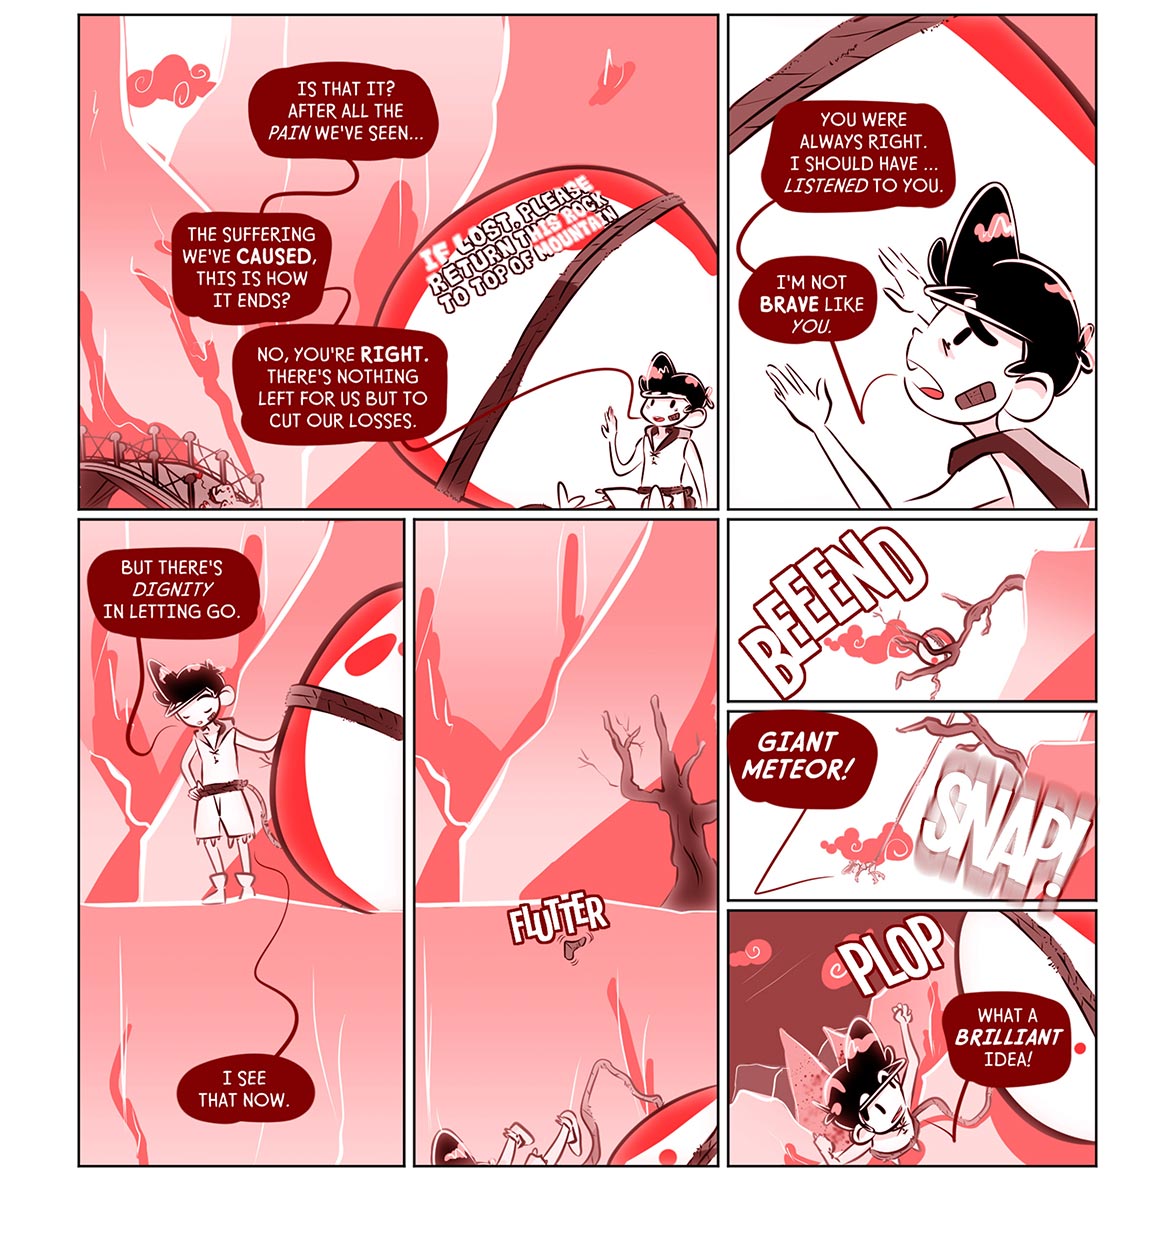 IS THAT IT?
AFTER ALL THE
PAIN WE'VE SEEN...
THE SUFFERING
WE'VE CAUSED,
THIS IS HOW
IT ENDS?
NO, YOU'RE RIGHT.
THERE'S NOTHING
LEFT FOR US BUT TO
CUT OUR LOSSES.
IF LOST, PLEASE
RETURN THIS ROCK
TO TOP OF MOUNTAIN
YOU WERE
ALWAYS RIGHT.
I SHOULD HAVE ...
LISTENED TO YOU.
I'M NOT
BRAVE LIKE
YOU.
BUT THERE'S
DIGNITY
IN LETTING GO.
I SEE
THAT NOW.
FLUTTER
BEEEND
GIANT
METEOR!
SNAP!
PLOP
WHAT A
BRILLIANT
IDEA!